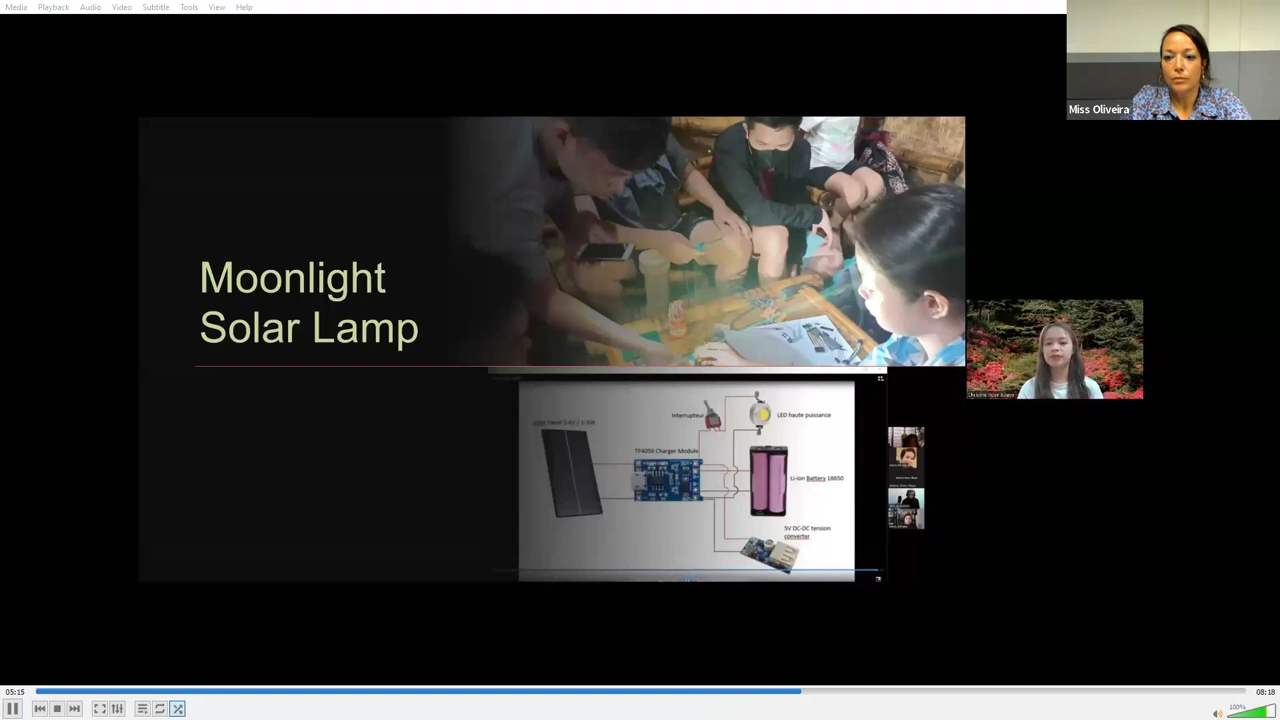 Media Playback Audio Video Subtitle Tools View Help
Miss Oliveira
Moonlight
Solar Lamp
Interrupteur
LED haute puissance
TP4056 Charger Module
Li-ion Battery 18650
5V DC-DC tension
converter
05:15
08:18
100%